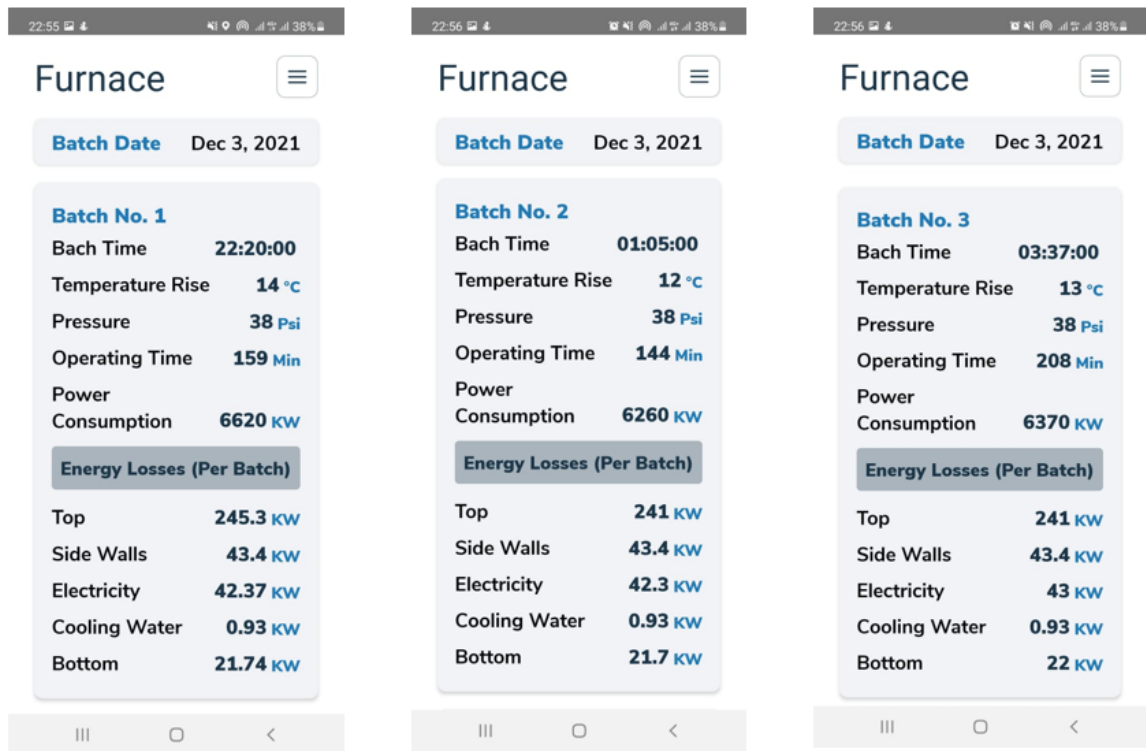 22:55 38%
Furnace
Batch Date Dec 3, 2021
Batch No. 1
Bach Time 22:20:00
Temperature Rise 14 °C
Pressure 38 Psi
Operating Time 159 Min
Power
Consumption 6620 KW
Energy Losses (Per Batch)
Top 245.3 KW
Side Walls 43.4 KW
Electricity 42.37 KW
Cooling Water 0.93 KW
Bottom 21.74 KW
22:56 38%
Furnace
Batch Date Dec 3, 2021
Batch No. 2
Bach Time 01:05:00
Temperature Rise 12 °C
Pressure 38 Psi
Operating Time 144 Min
Power
Consumption 6260 KW
Energy Losses (Per Batch)
Top 241 KW
Side Walls 43.4 KW
Electricity 42.3 KW
Cooling Water 0.93 KW
Bottom 21.7 KW
22:56 38%
Furnace
Batch Date Dec 3, 2021
Batch No. 3
Bach Time 03:37:00
Temperature Rise 13 °C
Pressure 38 Psi
Operating Time 208 Min
Power
Consumption 6370 KW
Energy Losses (Per Batch)
Top 241 KW
Side Walls 43.4 KW
Electricity 43 KW
Cooling Water 0.93 KW
Bottom 22 KW